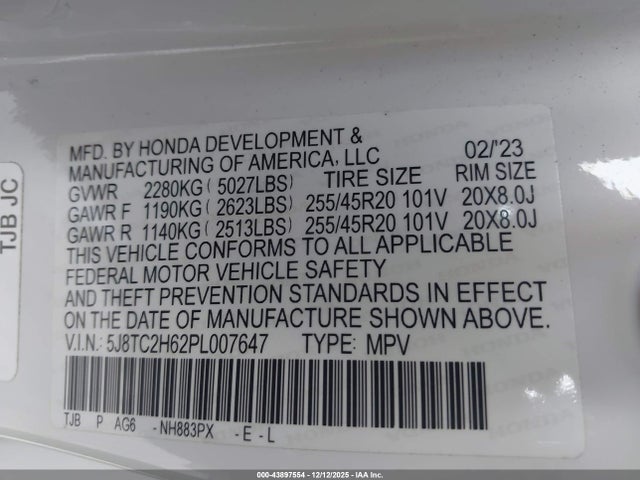 MFD. BY HONDA DEVELOPMENT &
MANUFACTURING OF AMERICA, LLC 02/'23
GVWR 2280KG(5027LBS) TIRE SIZE RIM SIZE
GAWR F 1190KG(2623LBS) 255/45R20 101V 20X8.0J
GAWR R 1140KG(2513LBS) 255/45R20 101V 20X8.0J
THIS VEHICLE CONFORMS TO ALL APPLICABLE
FEDERAL MOTOR VEHICLE SAFETY
AND THEFT PREVENTION STANDARDS IN EFFECT
ON THE DATE OF MANUFACTURE SHOWN ABOVE.
V.I.N: 5J8TC2H62PL007647 TYPE: MPV
TJB P AG6 -NH883PX -E-L
TJB JC
000-43897554 - 12/12/2025 - IAA Inc.